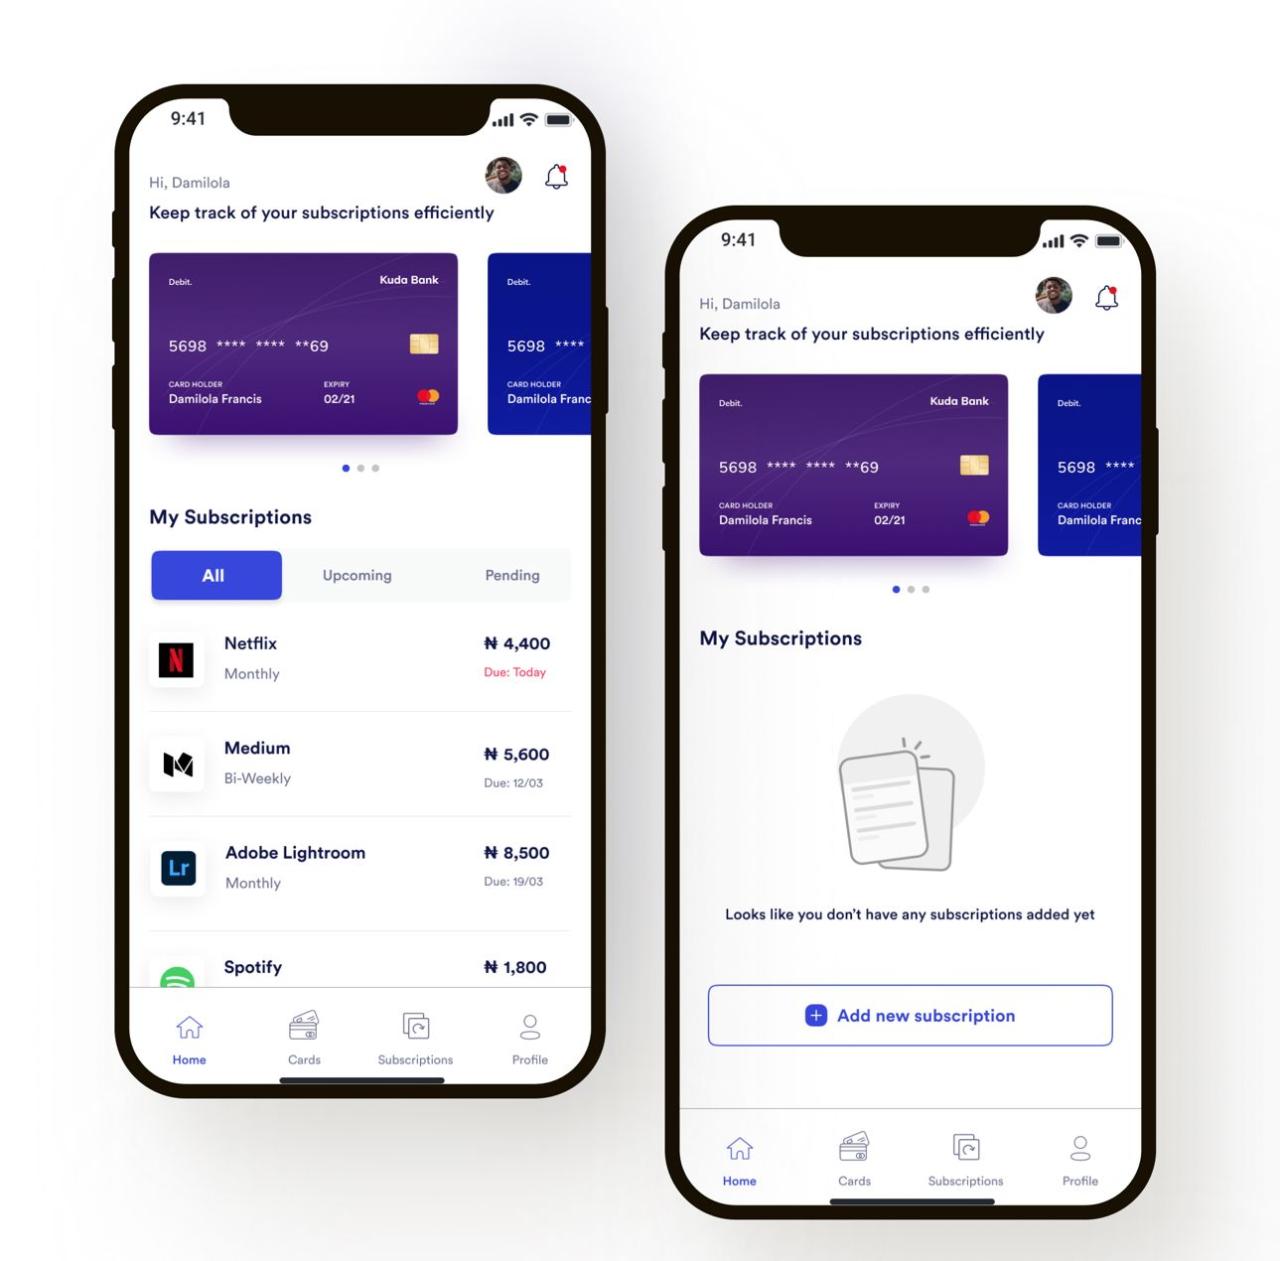 9:41
Hi, Damilola
Keep track of your subscriptions efficiently
Debit.
Kuda Bank
5698 **** **** **69
CARD HOLDER
EXPIRY
Damilola Francis
02/21
Debit.
5698 ****
CARD HOLDER
Damilola Franc
My Subscriptions
All
Upcoming
Pending
N
Netflix
₦ 4,400
Monthly
Due: Today
Medium
₦ 5,600
Bi-Weekly
Due: 12/03
Lr
Adobe Lightroom
₦ 8,500
Monthly
Due: 19/03
Spotify
₦ 1,800
Home
Cards
Subscriptions
Profile
9:41
Hi, Damilola
Keep track of your subscriptions efficiently
Debit.
Kuda Bank
5698 **** **** **69
CARD HOLDER
EXPIRY
Damilola Francis
02/21
Debit.
5698 ****
CARD HOLDER
Damilola Franc
My Subscriptions
Looks like you don’t have any subscriptions added yet
Add new subscription
Home
Cards
Subscriptions
Profile